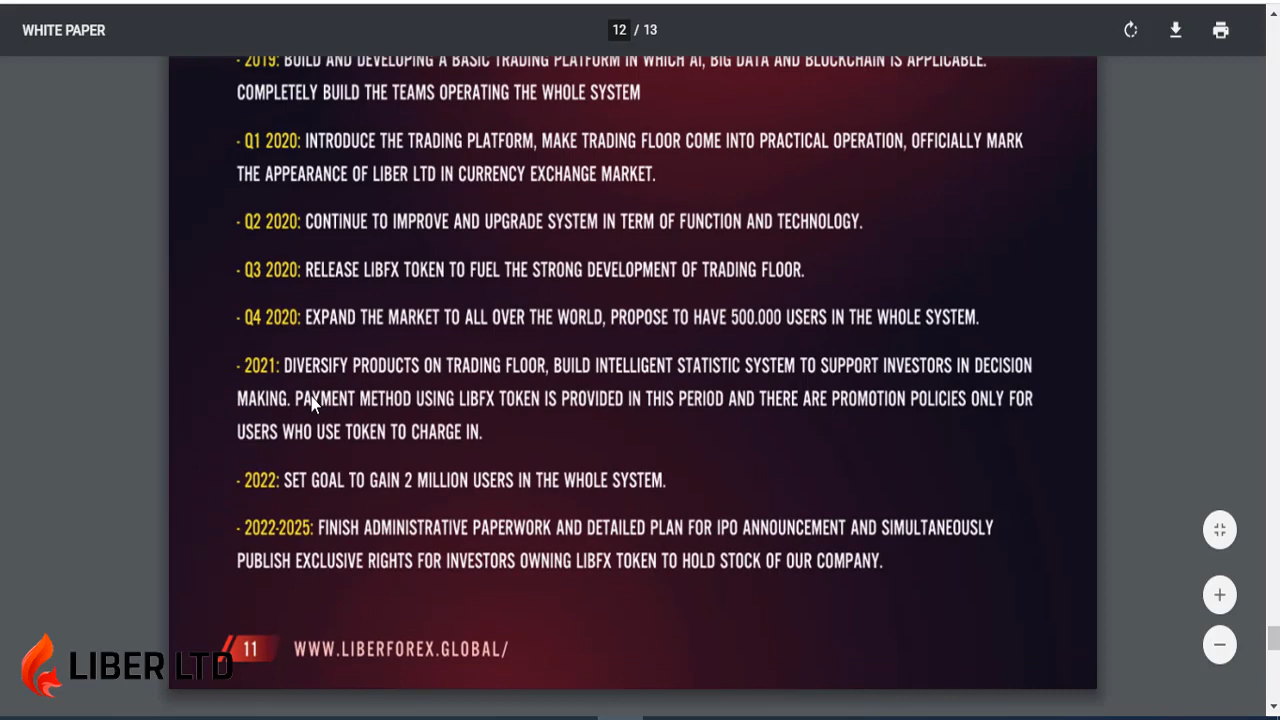 WHITE PAPER
12 / 13
- 2019: BUILD AND DEVELOPING A BASIC TRADING PLATFORM IN WHICH AI, BIG DATA AND BLOCKCHAIN IS APPLICABLE.
COMPLETELY BUILD THE TEAMS OPERATING THE WHOLE SYSTEM
- Q1 2020: INTRODUCE THE TRADING PLATFORM, MAKE TRADING FLOOR COME INTO PRACTICAL OPERATION, OFFICIALLY MARK
THE APPEARANCE OF LIBER LTD IN CURRENCY EXCHANGE MARKET.
- Q2 2020: CONTINUE TO IMPROVE AND UPGRADE SYSTEM IN TERM OF FUNCTION AND TECHNOLOGY.
- Q3 2020: RELEASE LIBFX TOKEN TO FUEL THE STRONG DEVELOPMENT OF TRADING FLOOR.
- Q4 2020: EXPAND THE MARKET TO ALL OVER THE WORLD, PROPOSE TO HAVE 500.000 USERS IN THE WHOLE SYSTEM.
- 2021: DIVERSIFY PRODUCTS ON TRADING FLOOR, BUILD INTELLIGENT STATISTIC SYSTEM TO SUPPORT INVESTORS IN DECISION
MAKING. PAYMENT METHOD USING LIBFX TOKEN IS PROVIDED IN THIS PERIOD AND THERE ARE PROMOTION POLICIES ONLY FOR
USERS WHO USE TOKEN TO CHARGE IN.
- 2022: SET GOAL TO GAIN 2 MILLION USERS IN THE WHOLE SYSTEM.
- 2022-2025: FINISH ADMINISTRATIVE PAPERWORK AND DETAILED PLAN FOR IPO ANNOUNCEMENT AND SIMULTANEOUSLY
PUBLISH EXCLUSIVE RIGHTS FOR INVESTORS OWNING LIBFX TOKEN TO HOLD STOCK OF OUR COMPANY.
11 WWW.LIBERFOREX.GLOBAL/
LIBER LTD